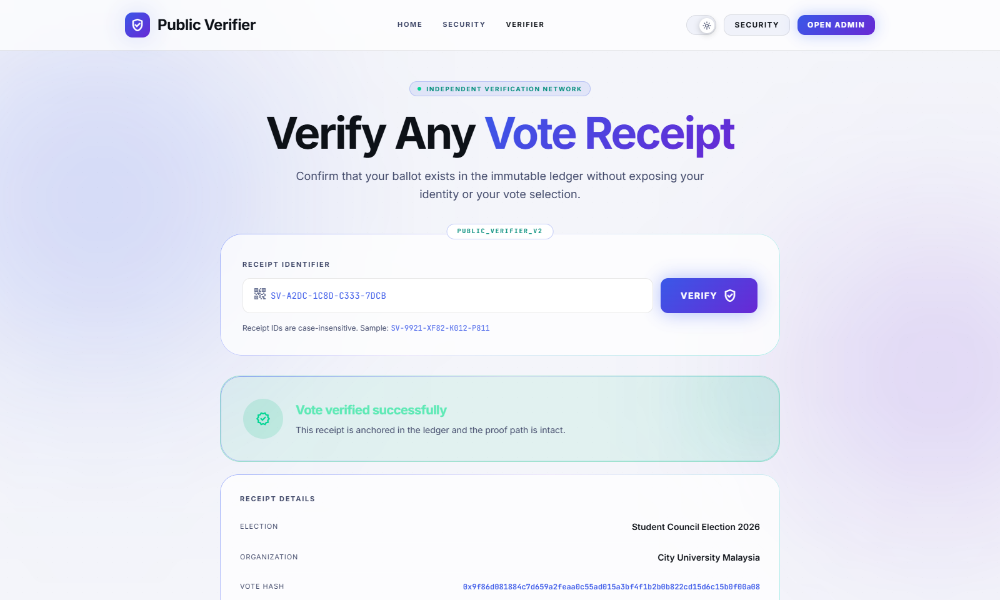 Public Verifier
HOME SECURITY VERIFIER
SECURITY
OPEN ADMIN
INDEPENDENT VERIFICATION NETWORK
Verify Any Vote Receipt
Confirm that your ballot exists in the immutable ledger without exposing your
identity or your vote selection.
PUBLIC_VERIFIER_V2
RECEIPT IDENTIFIER
SV-A2DC-1C8D-C333-7DCB
VERIFY
Receipt IDs are case-insensitive. Sample: SV-9921-XF82-K012-P811
Vote verified successfully
This receipt is anchored in the ledger and the proof path is intact.
RECEIPT DETAILS
ELECTION Student Council Election 2026
ORGANIZATION City University Malaysia
VOTE HASH 0x9f86d081884c7d659a2feaa0c55ad015a3bf4f1b2b0b822cd15d6c15b0f00a08